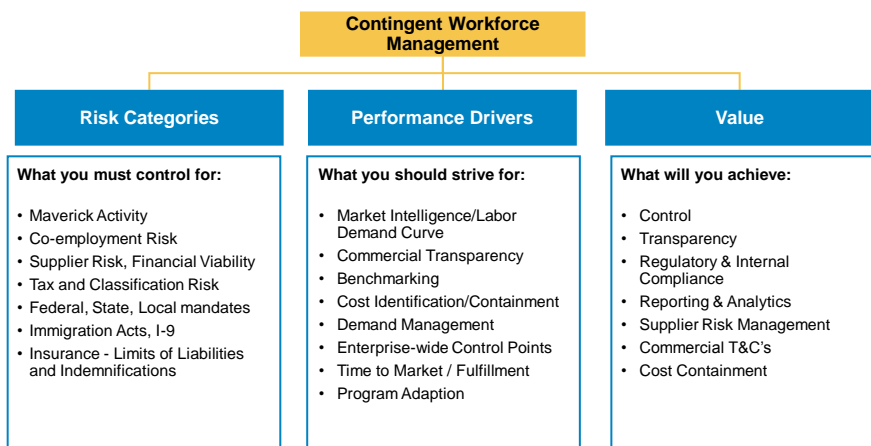 Contingent Workforce
Management
Risk Categories
What you must control for:
• Maverick Activity
• Co-employment Risk
• Supplier Risk, Financial Viability
• Tax and Classification Risk
• Federal, State, Local mandates
• Immigration Acts, I-9
• Insurance - Limits of Liabilities
and Indemnifications
Performance Drivers
What you should strive for:
• Market Intelligence/Labor
Demand Curve
• Commercial Transparency
• Benchmarking
• Cost Identification/Containment
• Demand Management
• Enterprise-wide Control Points
• Time to Market / Fulfillment
• Program Adaption
Value
What will you achieve:
• Control
• Transparency
• Regulatory & Internal
Compliance
• Reporting & Analytics
• Supplier Risk Management
• Commercial T&C's
• Cost Containment